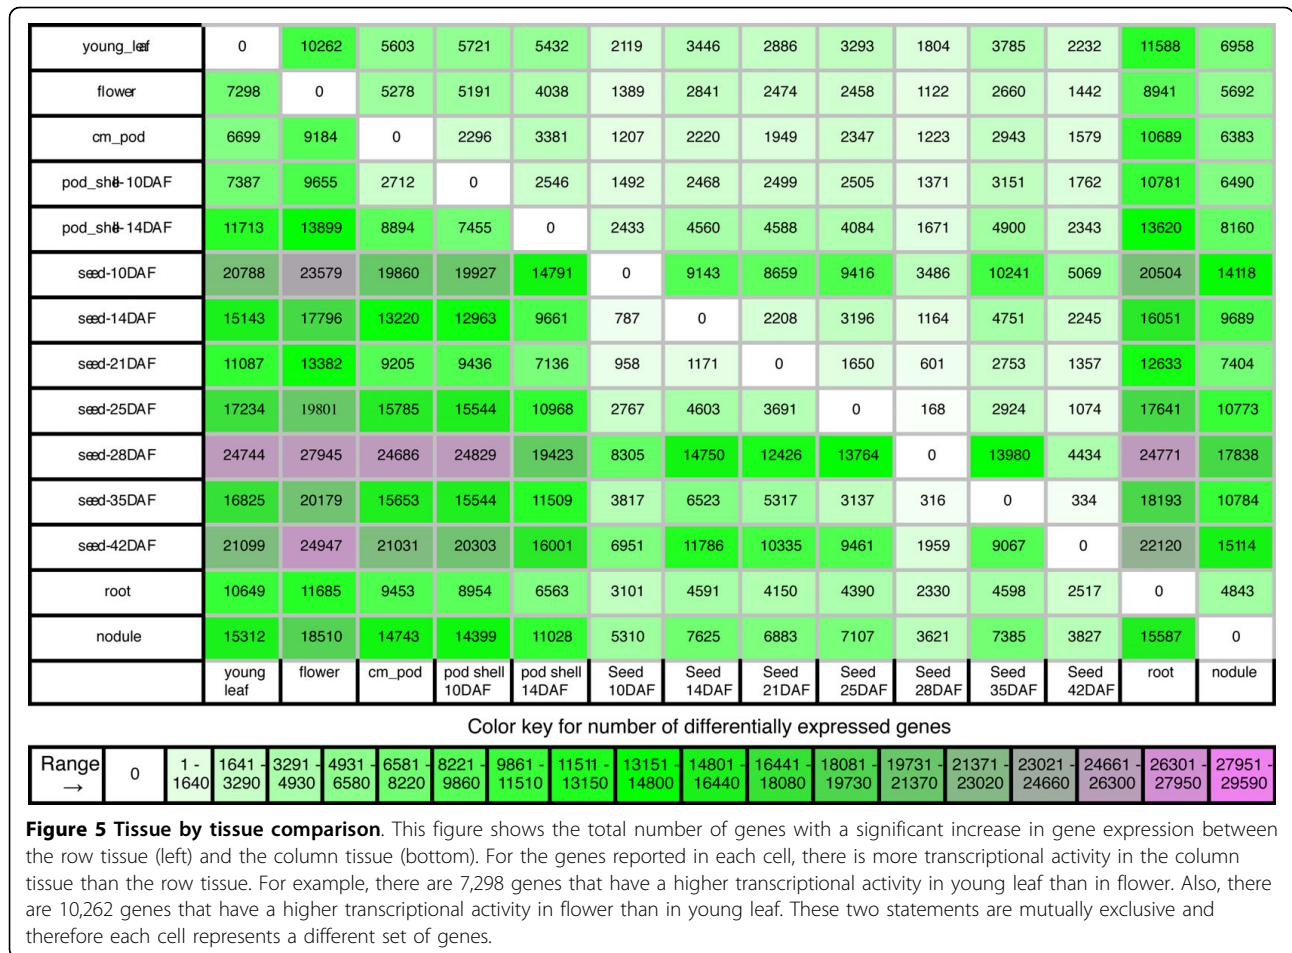 young_leaf 0 10262 5603 5721 5432 2119 3446 2886 3293 1804 3785 2232 11588 6958
flower 7298 0 5278 5191 4038 1389 2841 2474 2458 1122 2660 1442 8941 5692
cm_pod 6699 9184 0 2296 3381 1207 2220 1949 2347 1223 2943 1579 10689 6383
pod_shell-10DAF 7387 9655 2712 0 2546 1492 2468 2499 2505 1371 3151 1762 10781 6490
pod_shell-14DAF 11713 13899 8894 7455 0 2433 4560 4588 4084 1671 4900 2343 13620 8160
seed-10DAF 20788 23579 19860 19927 14791 0 9143 8659 9416 3486 10241 5069 20504 14118
seed-14DAF 15143 17796 13220 12963 9661 787 0 2208 3196 1164 4751 2245 16051 9689
seed-21DAF 11087 13382 9205 9436 7136 958 1171 0 1650 601 2753 1357 12633 7404
seed-25DAF 17234 19801 15785 15544 10968 2767 4603 3691 0 168 2924 1074 17641 10773
seed-28DAF 24744 27945 24686 24829 19423 8305 14750 12426 13764 0 13980 4434 24771 17838
seed-35DAF 16825 20179 15653 15544 11509 3817 6523 5317 3137 316 0 334 18193 10784
seed-42DAF 21099 24947 21031 20303 16001 6951 11786 10335 9461 1959 9067 0 22120 15114
root 10649 11685 9453 8954 6563 3101 4591 4150 4390 2330 4598 2517 0 4843
nodule 15312 18510 14743 14399 11028 5310 7625 6883 7107 3621 7385 3827 15587 0
young flower cm_pod pod shell pod shell Seed Seed Seed Seed Seed Seed Seed root nodule
leaf 10DAF 14DAF 10DAF 14DAF 21DAF 25DAF 28DAF 35DAF 42DAF
Color key for number of differentially expressed genes
Range 0 1 - 1641 - 3291 - 4931 - 6581 - 8221 - 9861 - 11511 - 13151 - 14801 - 16441 - 18081 - 19731 - 21371 - 23021 - 24661 - 26301 - 27951 -
→ 1640 3290 4930 6580 8220 9860 11510 13150 14800 16440 18080 19730 21370 23020 24660 26300 27950 29590
Figure 5 Tissue by tissue comparison. This figure shows the total number of genes with a significant increase in gene expression between
the row tissue (left) and the column tissue (bottom). For the genes reported in each cell, there is more transcriptional activity in the column
tissue than the row tissue. For example, there are 7,298 genes that have a higher transcriptional activity in young leaf than in flower. Also, there
are 10,262 genes that have a higher transcriptional activity in flower than in young leaf. These two statements are mutually exclusive and
therefore each cell represents a different set of genes.